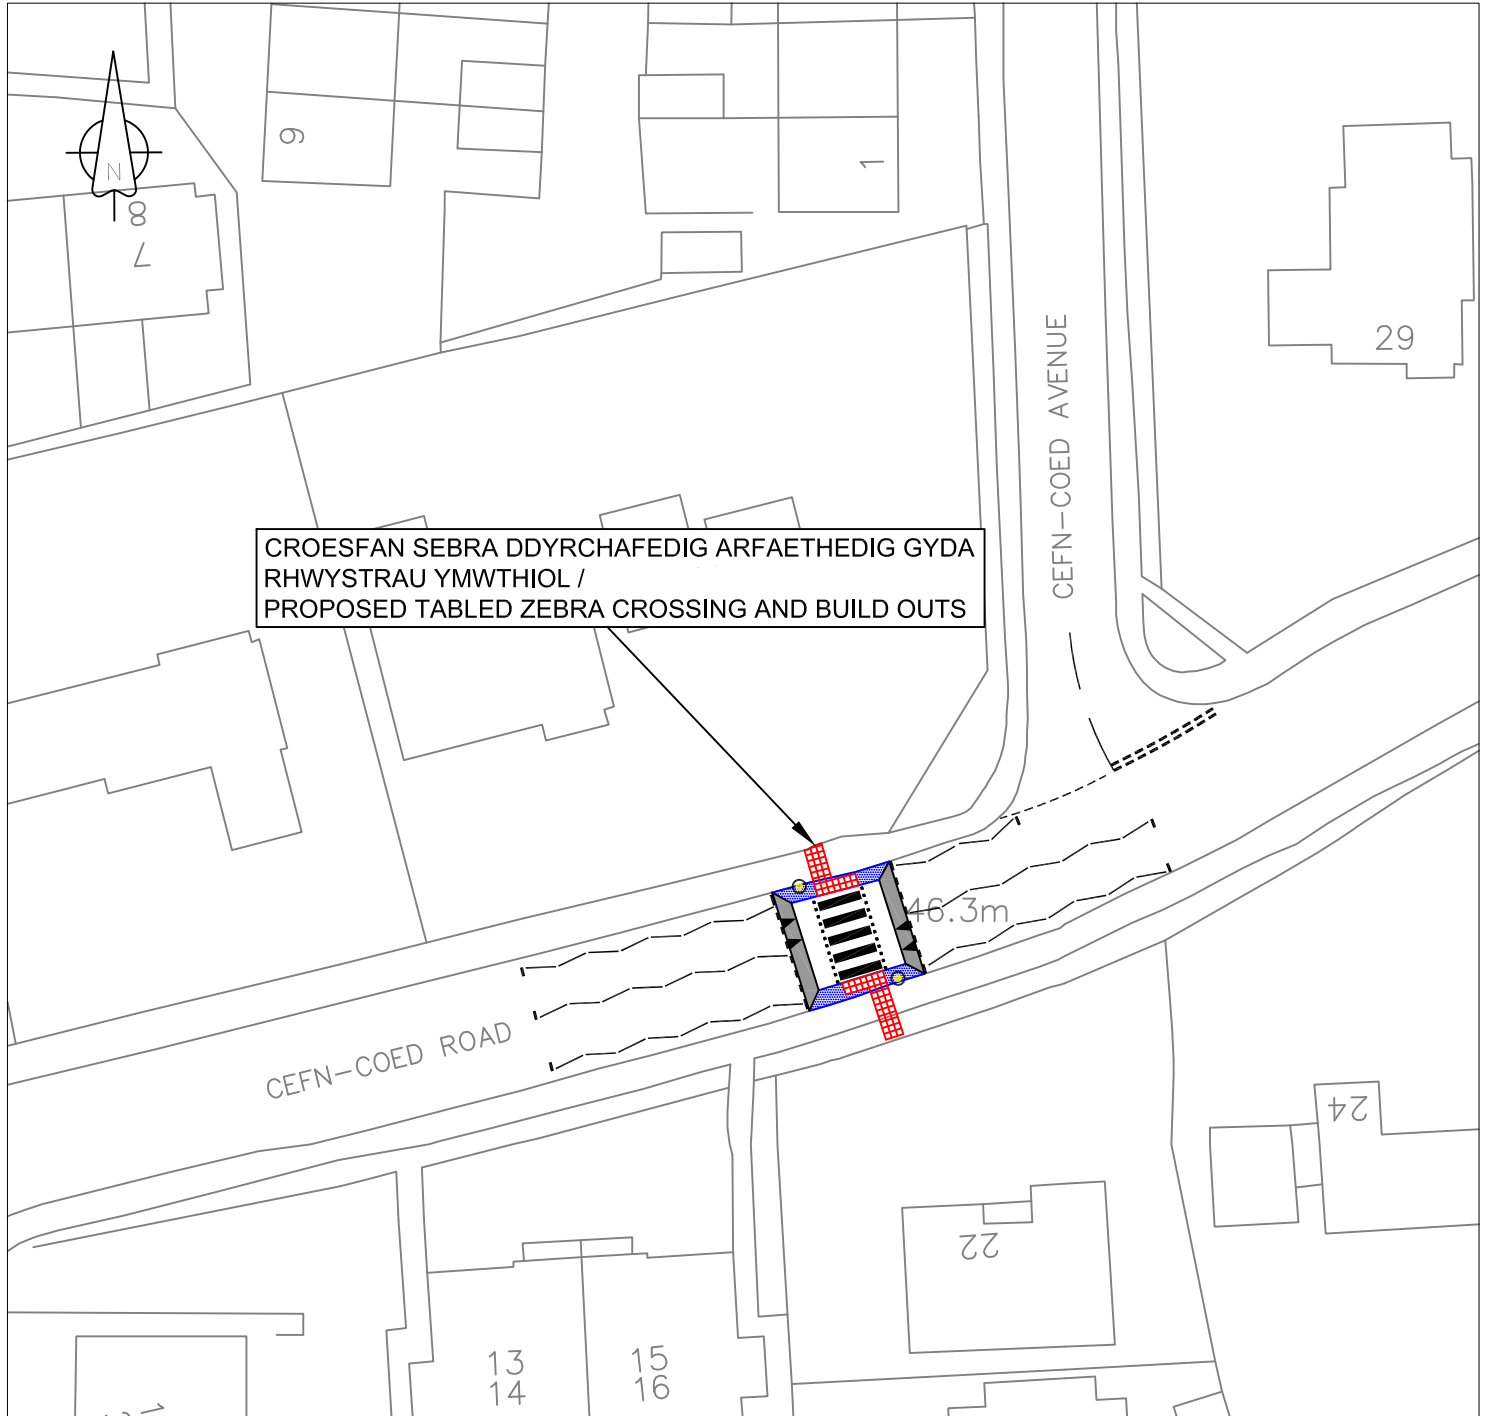 N
6
1
8
7
29
CEFN-COED AVENUE
CROESFAN SEBRA DDYRCHAFEDIG ARFAETHEDIG GYDA
RHWYSTRAU YMWTHIOL /
PROPOSED TABLED ZEBRA CROSSING AND BUILD OUTS
46.3m
CEFN-COED ROAD
24
22
13
14
15
16